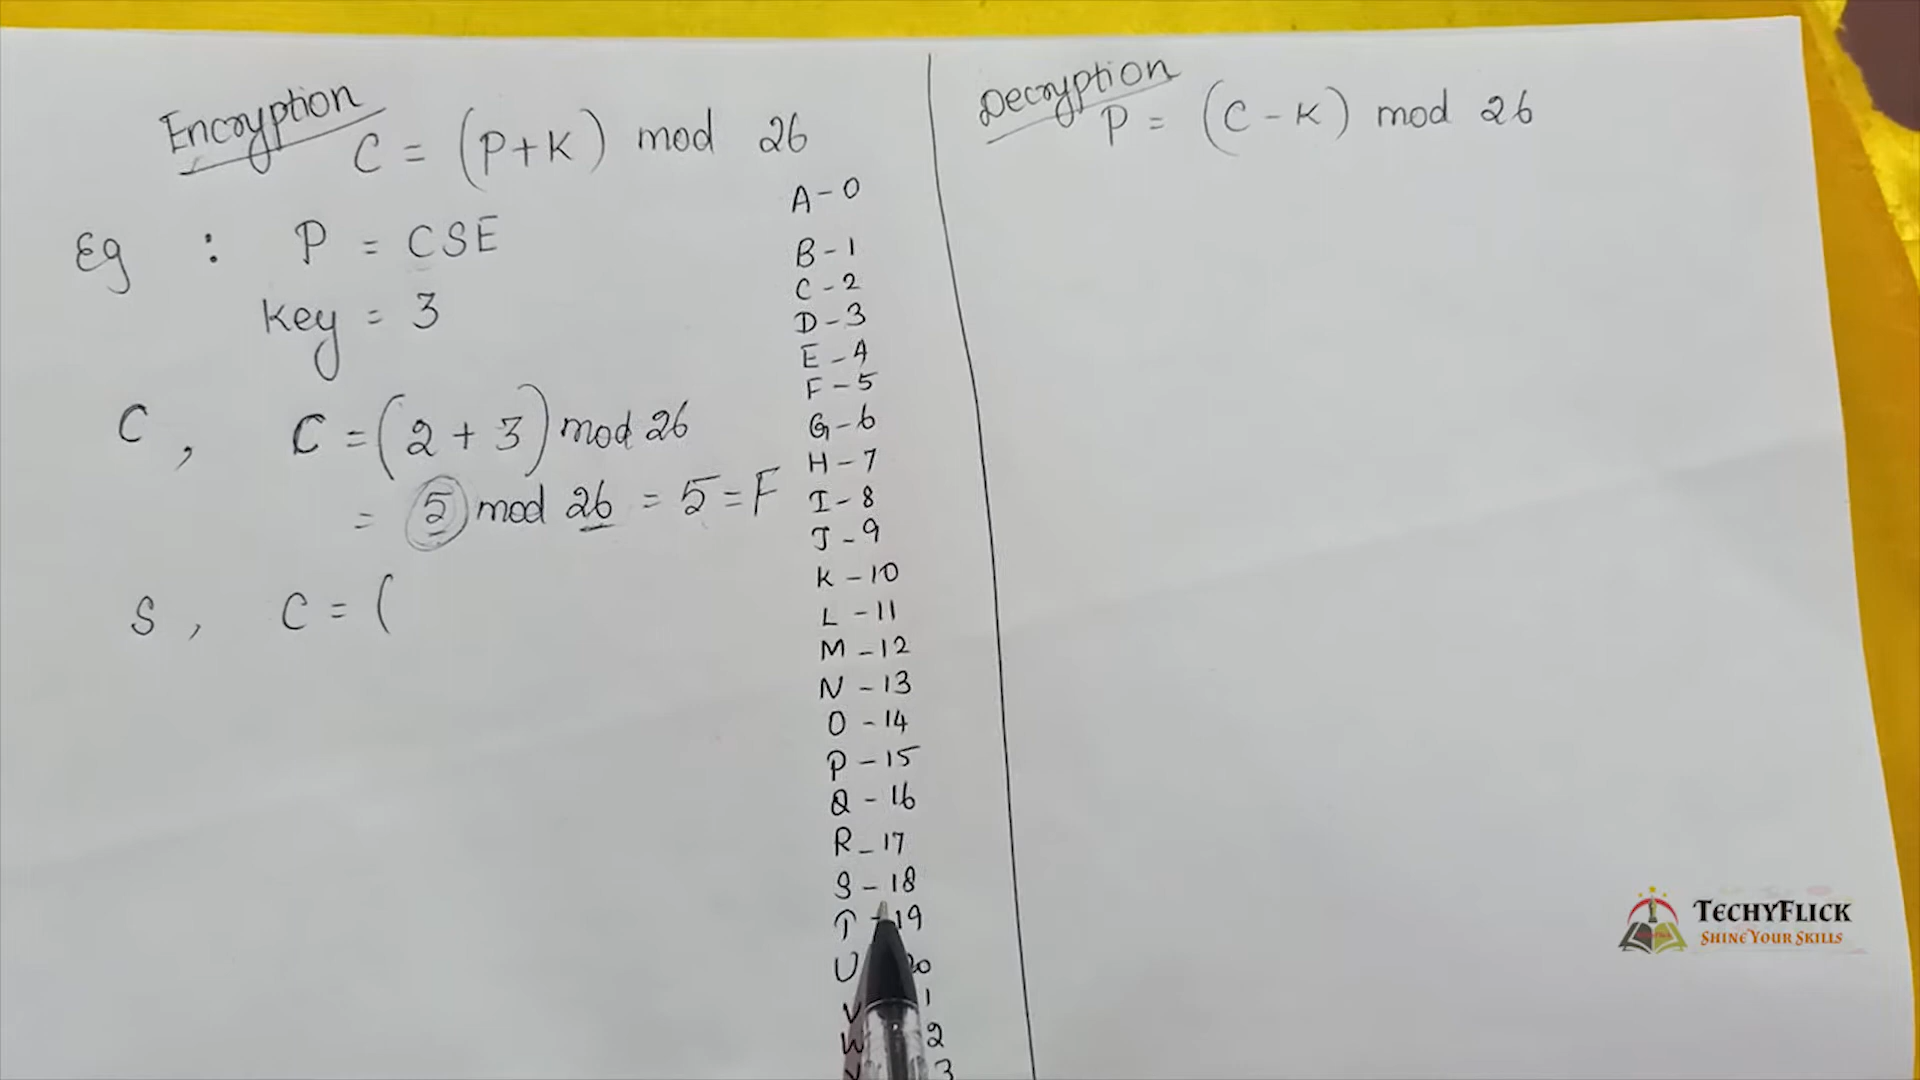 Encryption
C = (P+K) mod 26
Eg : P = CSE
Key = 3
C, C = (2 + 3) mod 26
= 5 mod 26 = 5 = F
S, C = (
A - 0
B - 1
C - 2
D - 3
E - 4
F - 5
G - 6
H - 7
I - 8
J - 9
K - 10
L - 11
M - 12
N - 13
O - 14
P - 15
Q - 16
R - 17
S - 18
T - 19
U
V
W
Decryption
P = (C - K) mod 26
TECHYFLICK
SHINE YOUR SKILLS